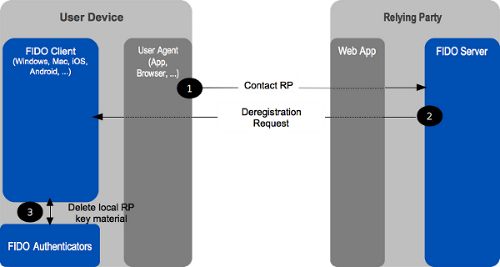 User Device
Relying Party
FIDO Client
(Windows, Mac, iOS,
Android, ...)
User Agent
(App,
Browser, ...)
Web App
FIDO Server
1
Contact RP
Deregistration
Request
2
3
Delete local RP
key material
FIDO Authenticators